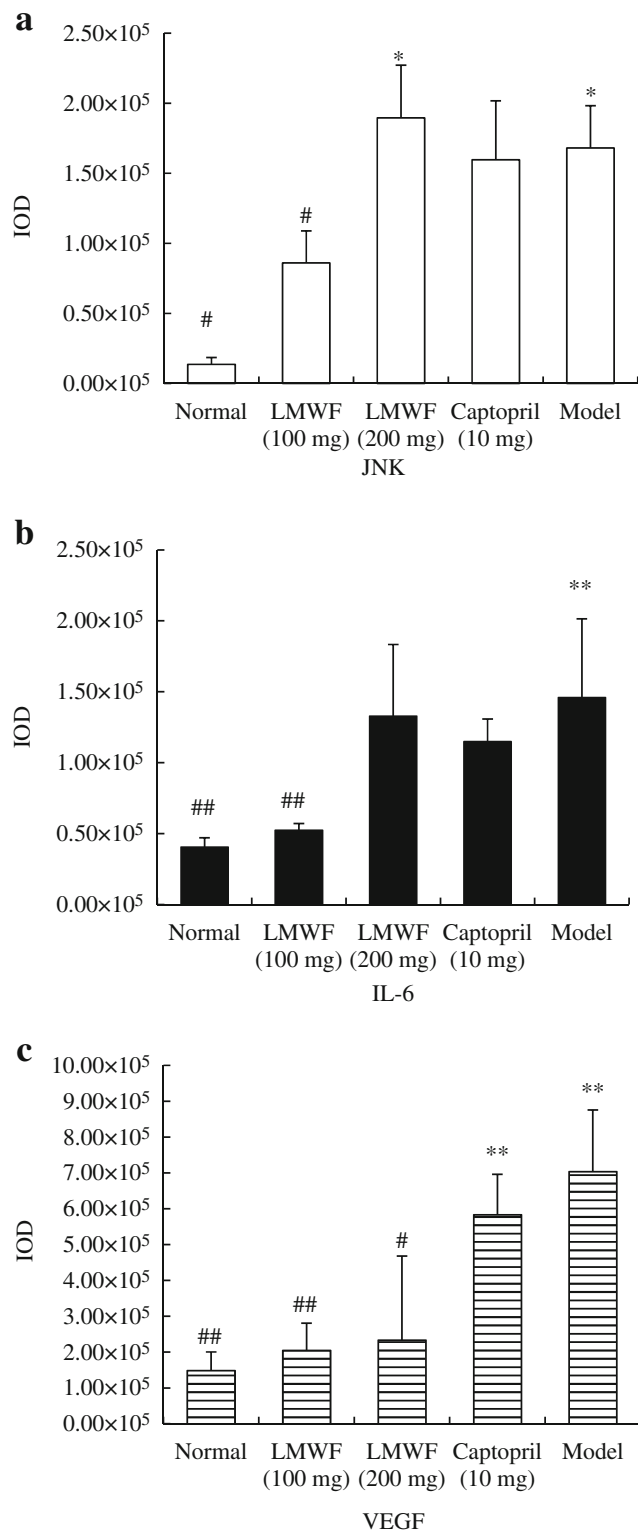 a
2.50×10⁵
*
*
2.00×10⁵
1.50×10⁵
IOD
#
1.00×10⁵
#
0.50×10⁵
0.00×10⁵
Normal LMWF LMWF Captopril Model
(100 mg) (200 mg) (10 mg)
JNK
b
2.50×10⁵
**
2.00×10⁵
1.50×10⁵
IOD
1.00×10⁵
## ##
0.50×10⁵
0.00×10⁵
Normal LMWF LMWF Captopril Model
(100 mg) (200 mg) (10 mg)
IL-6
c
10.00×10⁵
9.00×10⁵
**
8.00×10⁵
**
7.00×10⁵
6.00×10⁵
IOD
5.00×10⁵
#
4.00×10⁵
##
3.00×10⁵
##
2.00×10⁵
1.00×10⁵
0.00×10⁵
Normal LMWF LMWF Captopril Model
(100 mg) (200 mg) (10 mg)
VEGF